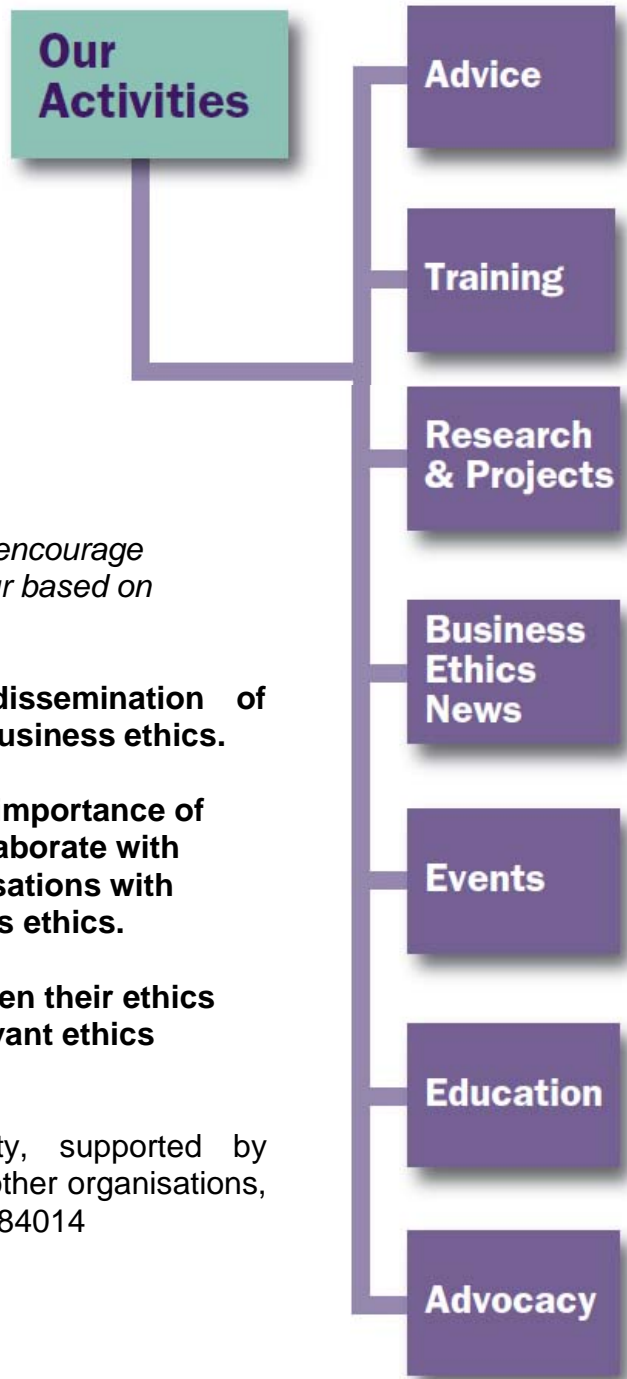 Our
Activities
Advice
Training
Research
& Projects
Business
Ethics
News
Events
Education
Advocacy
encourage
r based on
dissemination of
usiness ethics.
mportance of
aborate with
sations with
s ethics.
en their ethics
vant ethics
ty, supported by
other organisations,
84014